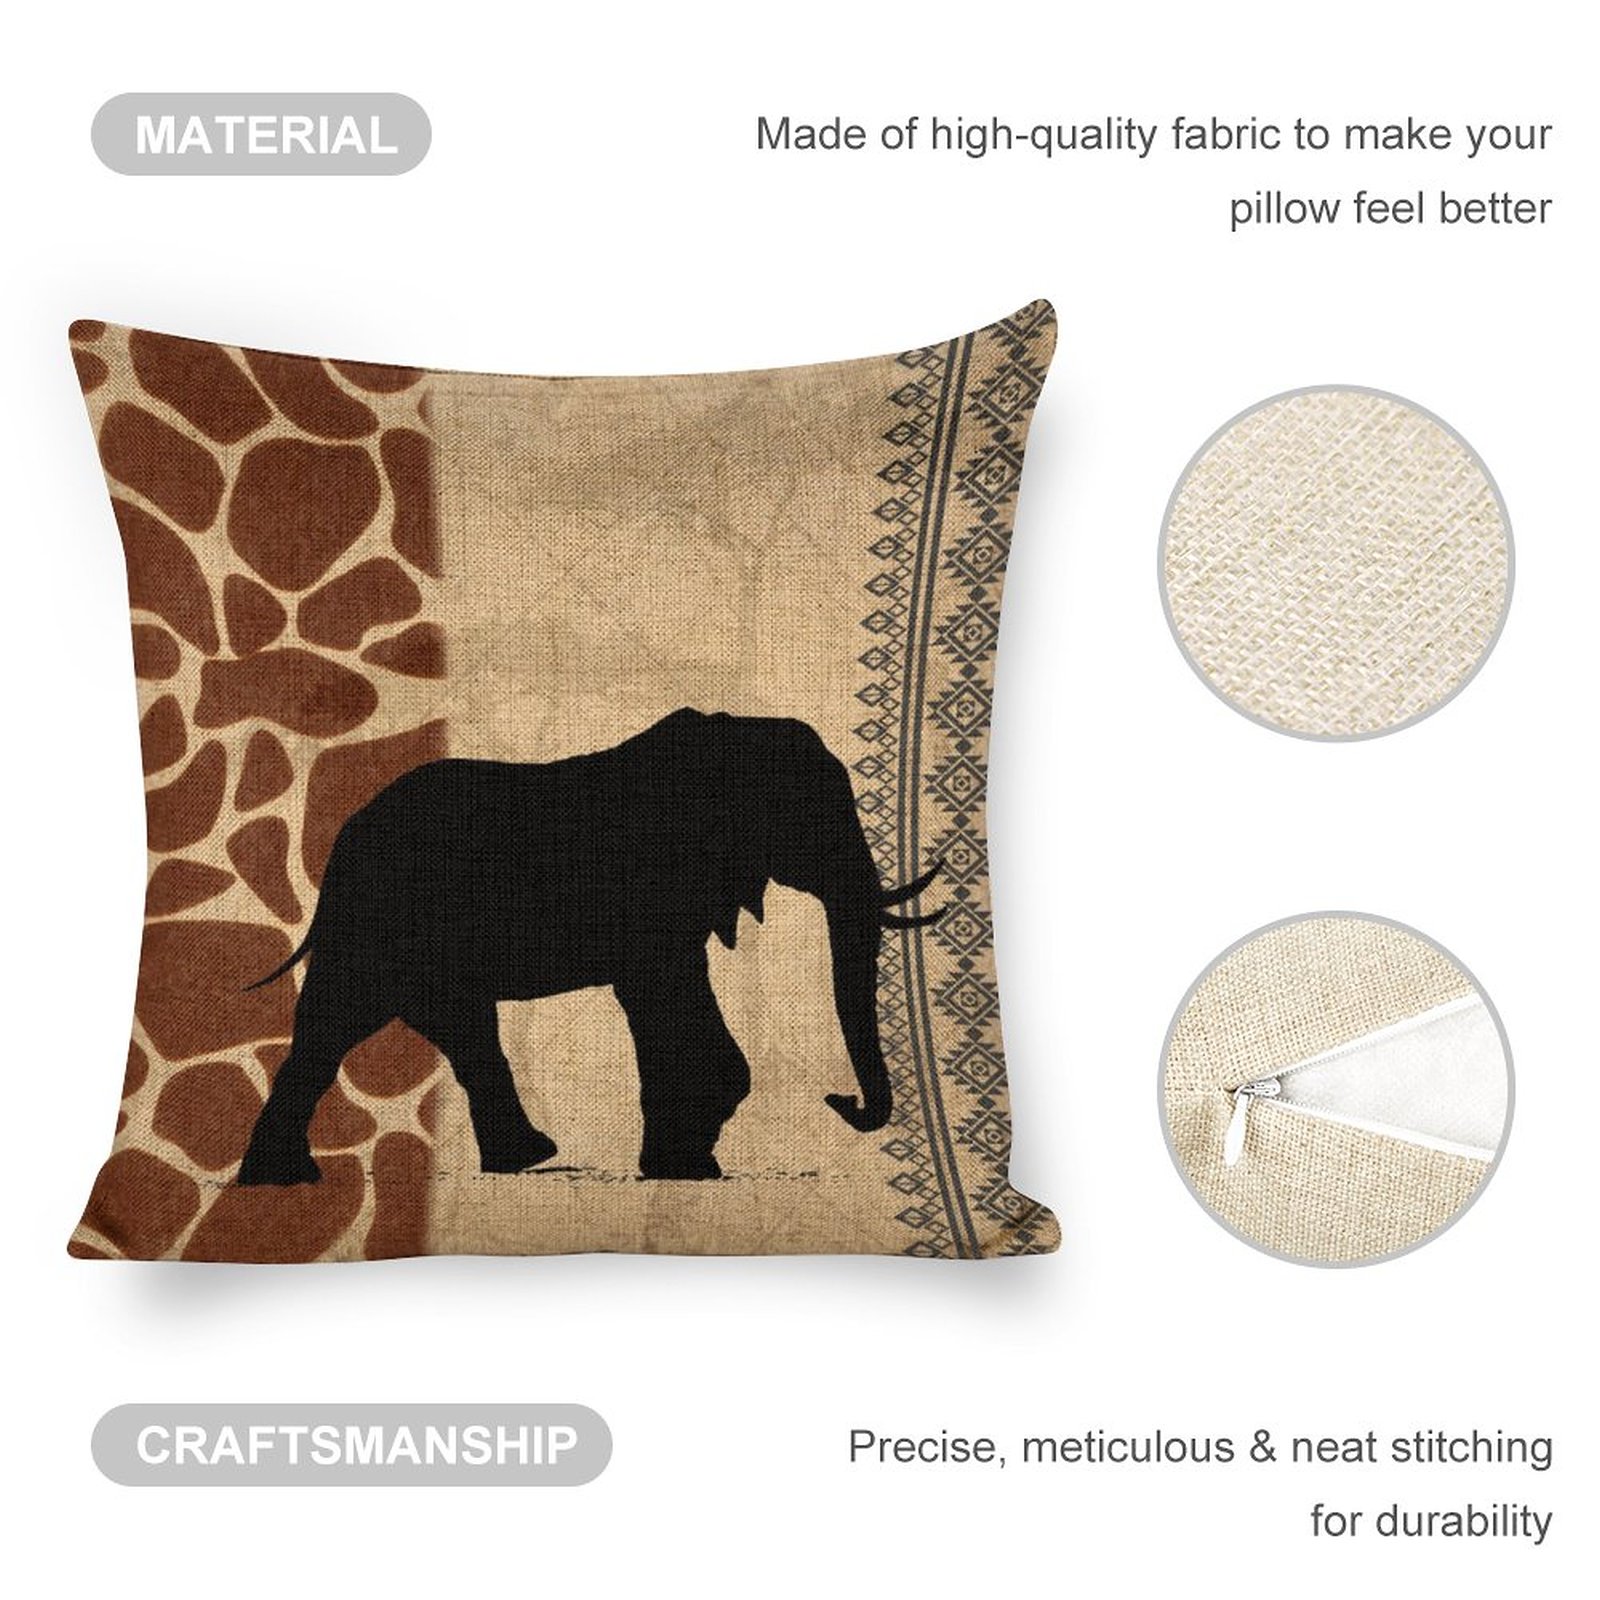 MATERIAL
Made of high-quality fabric to make your
pillow feel better
CRAFTSMANSHIP
Precise, meticulous & neat stitching
for durability